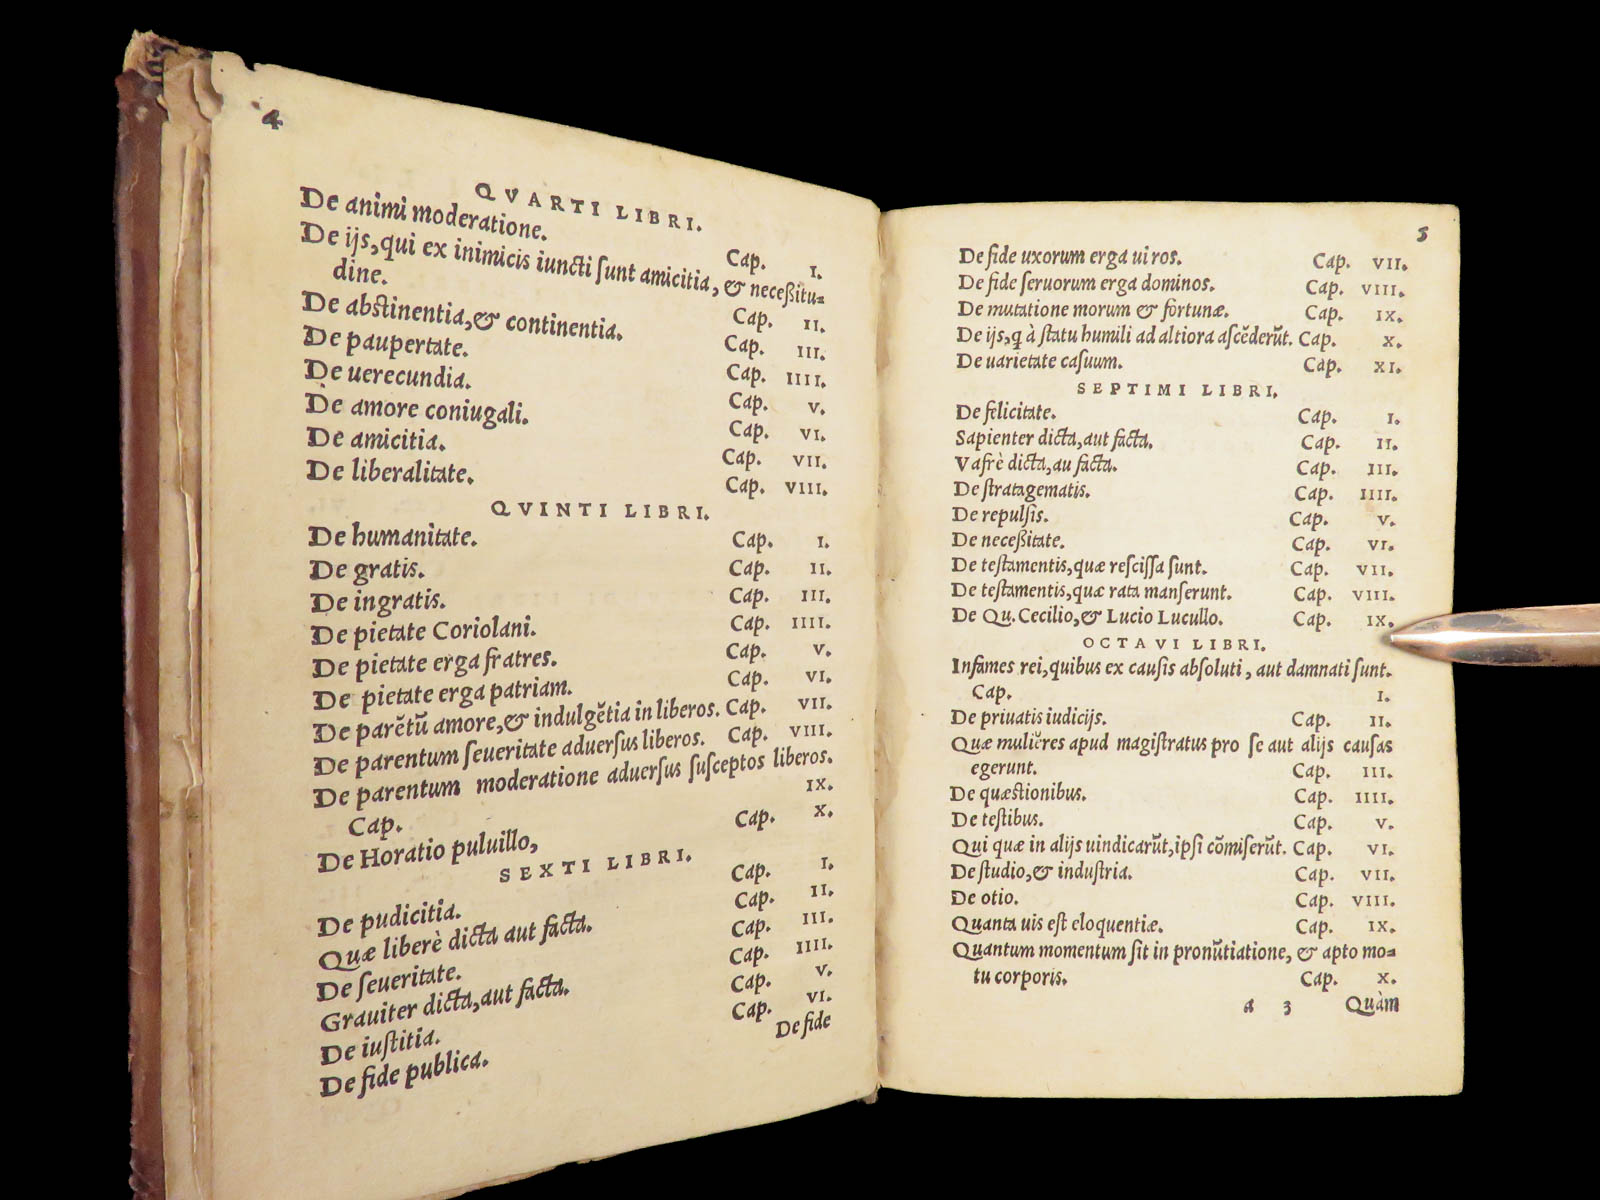 4
QVARTI LIBRI.
De animi moderatione. Cap. I.
De ijs, qui ex inimicis iuncti ſunt amicitia, & neceßitu=
dine. Cap. II.
De abstinentia, & continentia. Cap. III.
De paupertate. Cap. IIII.
De uerecundia. Cap. V.
De amore coniugali. Cap. VI.
De amicitia. Cap. VII.
De liberalitate. Cap. VIII.
QVINTI LIBRI.
De humanitate. Cap. I.
De gratis. Cap. II.
De ingratis. Cap. III.
De pietate Coriolani. Cap. IIII.
De pietate erga fratres. Cap. V.
De pietate erga patriam. Cap. VI.
De parẽtũ amore, & indulgẽtia in liberos. Cap. VII.
De parentum ſeueritate aduerſus liberos. Cap. VIII.
De parentum moderatione aduerſus ſuſceptos liberos.
Cap. IX.
De Horatio puluillo, Cap. X.
SEXTI LIBRI.
De pudicitia. Cap. I.
Quæ liberè dicta aut facta. Cap. II.
De ſeueritate. Cap. III.
Grauiter dicta, aut facta. Cap. IIII.
De iuſtitia. Cap. V.
De fide publica. Cap. VI.
De fide
5
De fide uxorum erga uiros. Cap. VII.
De fide ſeruorum erga dominos. Cap. VIII.
De mutatione morum & fortunæ. Cap. IX.
De ijs, q̃ à ſtatu humili ad altiora aſcẽderũt. Cap. X.
De uarietate caſuum. Cap. XI.
SEPTIMI LIBRI.
De felicitate. Cap. I.
Sapienter dicta, aut facta. Cap. II.
Vafrè dicta, au facta. Cap. III.
De ſtratagematis. Cap. IIII.
De repulſis. Cap. V.
De neceßitate. Cap. VI.
De teſtamentis, quæ reſciſſa ſunt. Cap. VII.
De teſtamentis, quæ rata manſerunt. Cap. VIII.
De Qu. Cecilio, & Lucio Lucullo. Cap. IX.
OCTAVI LIBRI.
Infames rei, quibus ex cauſis abſoluti, aut damnati ſunt.
Cap. I.
De priuatis iudicijs. Cap. II.
Quæ mulieres apud magiſtratus pro ſe aut alijs cauſas
egerunt. Cap. III.
De quæſtionibus. Cap. IIII.
De teſtibus. Cap. V.
Qui quæ in alijs uindicarũt, ipſi cõmiſerũt. Cap. VI.
De ſtudio, & induſtria. Cap. VII.
De otio. Cap. VIII.
Quanta uis eſt eloquentiæ. Cap. IX.
Quantum momentum ſit in pronũtiatione, & apto mo=
tu corporis. Cap. X.
a 3 Quàm